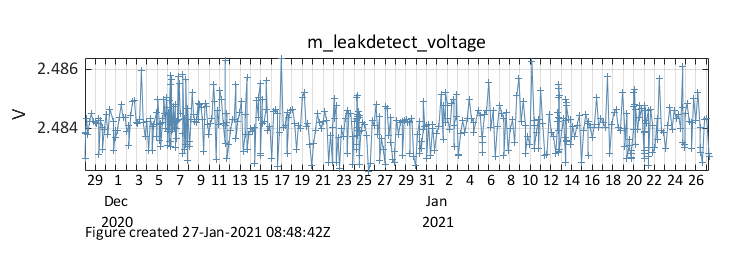 m_leakdetect_voltage
2.486
V
2.484
29 1 3 5 7 9 11 13 15 17 19 21 23 25 27 29 31 2 4 6 8 10 12 14 16 18 20 22 24 26
Dec Jan
2020 2021
Figure created 27-Jan-2021 08:48:42Z